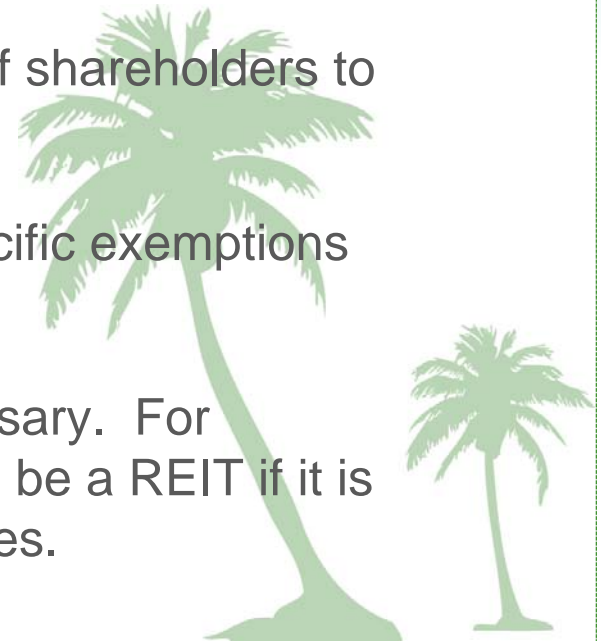 f shareholders to
cific exemptions
sary. For
be a REIT if it is
es.